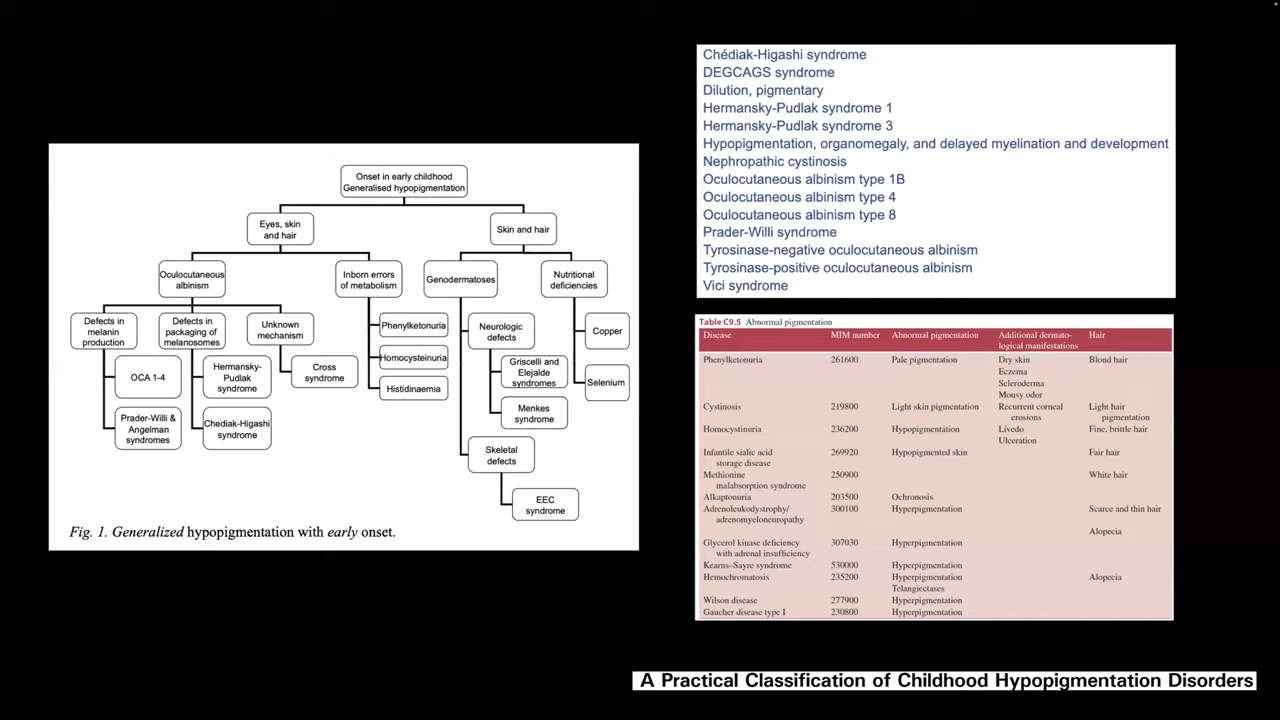 Onset in early childhood
Generalised hypopigmentation
Eyes, skin
and hair
Skin and hair
Oculocutaneous
albinism
Inborn errors
of metabolism
Genodermatoses
Nutritional
deficiencies
Defects in
melanin
production
Defects in
packaging of
melanosomes
Unknown
mechanism
Phenylketonuria
Neurologic
defects
Copper
Homocysteinuria
OCA 1-4
Hermansky-
Pudlak
syndrome
Cross
syndrome
Griscelli and
Elejalde
syndromes
Selenium
Histidinaemia
Menkes
syndrome
Prader-Willi &
Angelman
syndromes
Chediak-Higashi
syndrome
Skeletal
defects
EEC
syndrome
Fig. 1. Generalized hypopigmentation with early onset.
Chédiak-Higashi syndrome
DEGCAGS syndrome
Dilution, pigmentary
Hermansky-Pudlak syndrome 1
Hermansky-Pudlak syndrome 3
Hypopigmentation, organomegaly, and delayed myelination and development
Nephropathic cystinosis
Oculocutaneous albinism type 1B
Oculocutaneous albinism type 4
Oculocutaneous albinism type 8
Prader-Willi syndrome
Tyrosinase-negative oculocutaneous albinism
Tyrosinase-positive oculocutaneous albinism
Vici syndrome
Table C9.5 Abnormal pigmentation
Disease MIM number Abnormal pigmentation Additional dermato- Hair
logical manifestations
Phenylketonuria 261600 Pale pigmentation Dry skin Blond hair
Eczema
Scleroderma
Mousy odor
Cystinosis 219800 Light skin pigmentation Recurrent corneal Light hair
erosions pigmentation
Homocystinuria 236200 Hypopigmentation Livedo Fine, brittle hair
Ulceration
Infantile sialic acid 269920 Hypopigmented skin Fair hair
storage disease
Methionine 250900 White hair
malabsorption syndrome
Alkaptonuria 203500 Ochronosis
Adrenoleukodystrophy/ 300100 Hyperpigmentation Scarce and thin hair
adrenomyeloneuropathy
Alopecia
Glycerol kinase deficiency 307030 Hyperpigmentation
with adrenal insufficiency
Kearns–Sayre syndrome 530000 Hyperpigmentation
Hemochromatosis 235200 Hyperpigmentation Alopecia
Telangiectases
Wilson disease 277900 Hyperpigmentation
Gaucher disease type I 230800 Hyperpigmentation
A Practical Classification of Childhood Hypopigmentation Disorders